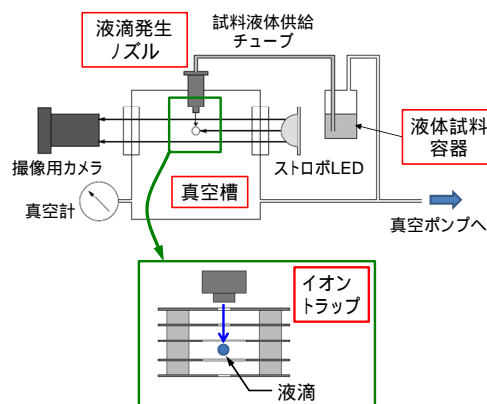 液滴発生
ノズル
試料液体供給
チューブ
撮像用カメラ
ストロボLED
液体試料
容器
真空槽
真空計
真空ポンプへ
イオン
トラップ
液滴